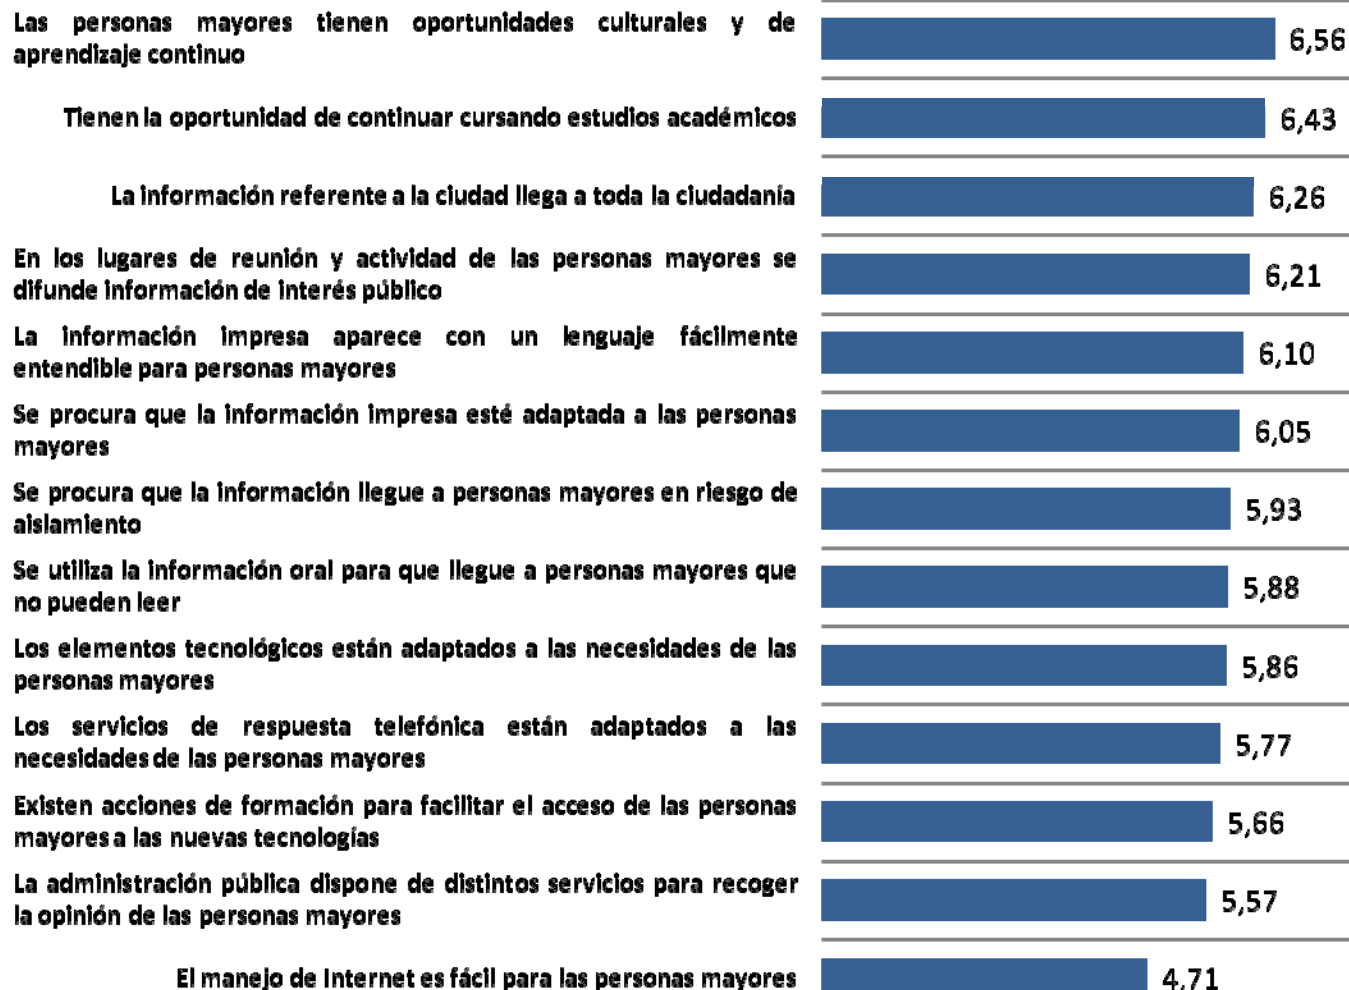 Las personas mayores tienen oportunidades culturales y de
aprendizaje continuo
6,56
Tienen la oportunidad de continuar cursando estudios académicos
6,43
La información referente a la ciudad llega a toda la ciudadanía
6,26
En los lugares de reunión y actividad de las personas mayores se
difunde información de interés público
6,21
La información impresa aparece con un lenguaje fácilmente
entendible para personas mayores
6,10
Se procura que la información impresa esté adaptada a las personas
mayores
6,05
Se procura que la información llegue a personas mayores en riesgo de
aislamiento
5,93
Se utiliza la información oral para que llegue a personas mayores que
no pueden leer
5,88
Los elementos tecnológicos están adaptados a las necesidades de las
personas mayores
5,86
Los servicios de respuesta telefónica están adaptados a las
necesidades de las personas mayores
5,77
Existen acciones de formación para facilitar el acceso de las personas
mayores a las nuevas tecnologías
5,66
La administración pública dispone de distintos servicios para recoger
la opinión de las personas mayores
5,57
El manejo de Internet es fácil para las personas mayores
4,71